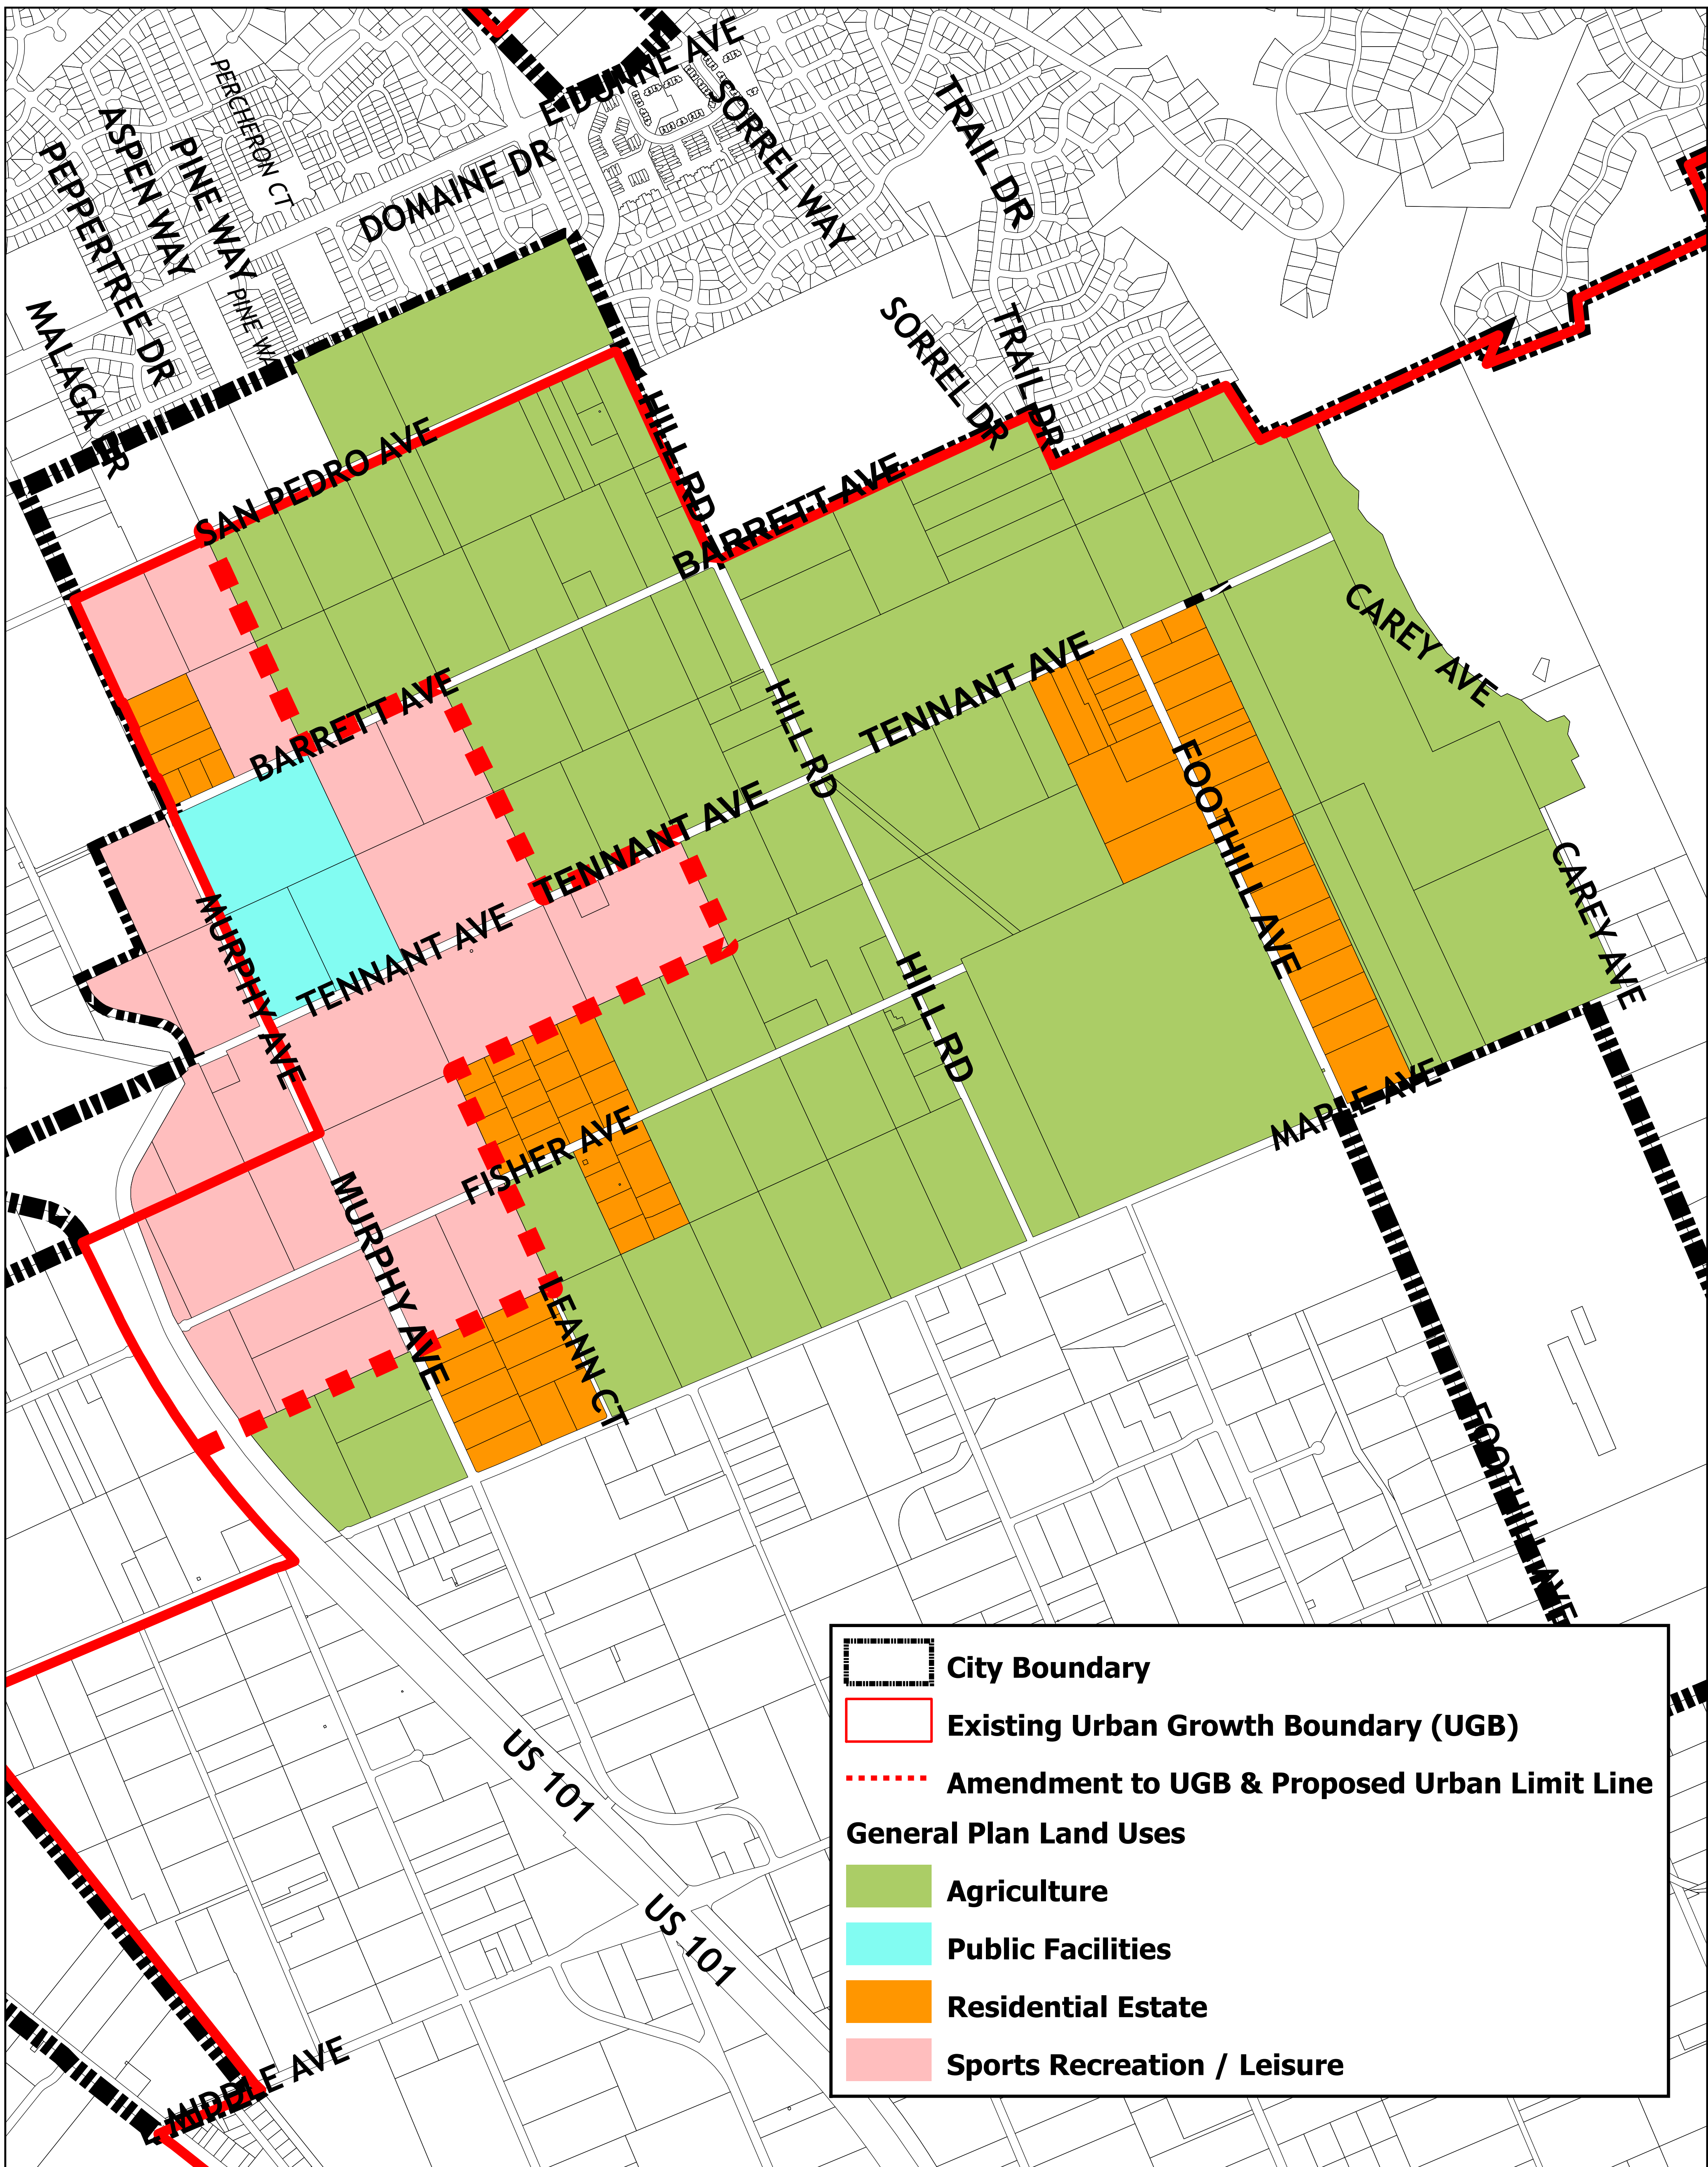 E DUNNE AVE
PERCHERON CT
ASPEN WAY
PINE WAY
PEPPERTREE DR
DOMAINE DR
SORREL WAY
TRAIL DR
PINE WA
MALAGA DR
SORREL DR
TRAIL DR
SAN PEDRO AVE
HILL RD
BARRETT AVE
CAREY AVE
BARRETT AVE
HILL RD
TENNANT AVE
FOOTHILL AVE
TENNANT AVE
CAREY AVE
MURPHY AVE
TENNANT AVE
HILL RD
MAPLE AVE
FISHER AVE
MURPHY AVE
LEANN CT
FOOTHILL AVE
US 101
US 101
MIDDLE AVE
City Boundary
Existing Urban Growth Boundary (UGB)
Amendment to UGB & Proposed Urban Limit Line
General Plan Land Uses
Agriculture
Public Facilities
Residential Estate
Sports Recreation / Leisure